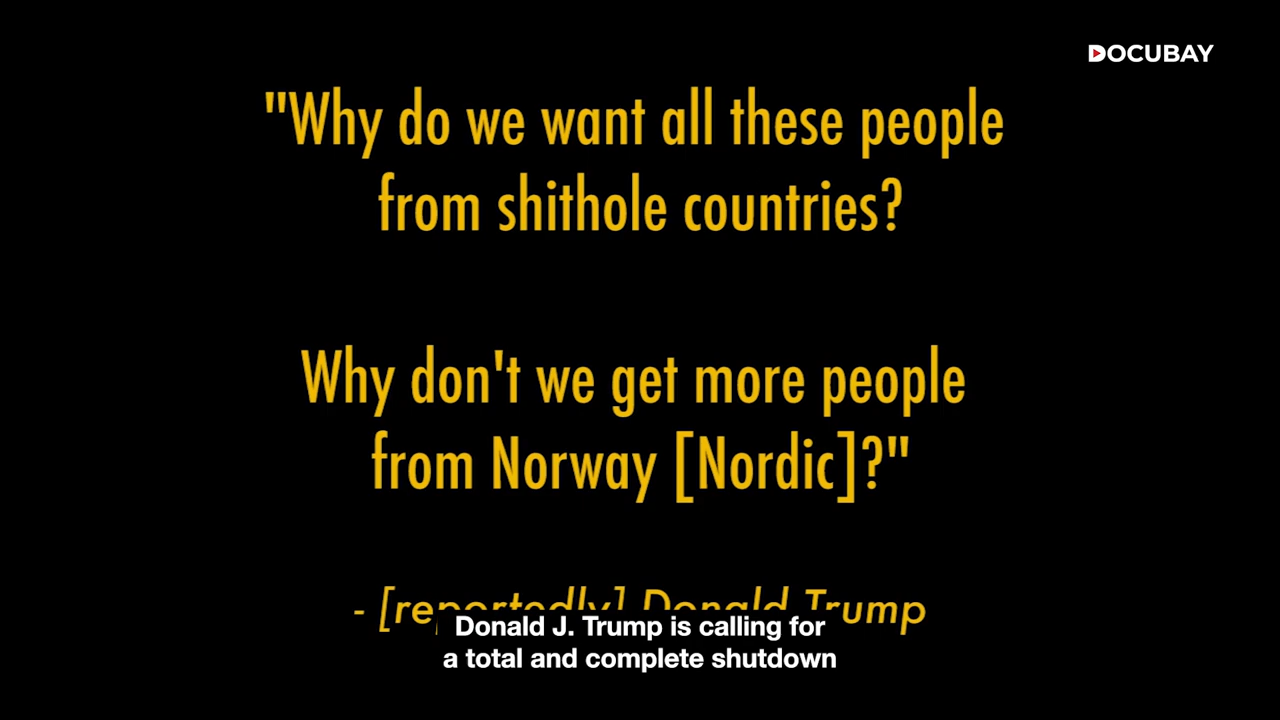 DOCUBAY
"Why do we want all these people
from shithole countries?
Why don't we get more people
from Norway [Nordic]?"
- [reportedly] Donald Trump
Donald J. Trump is calling for
a total and complete shutdown